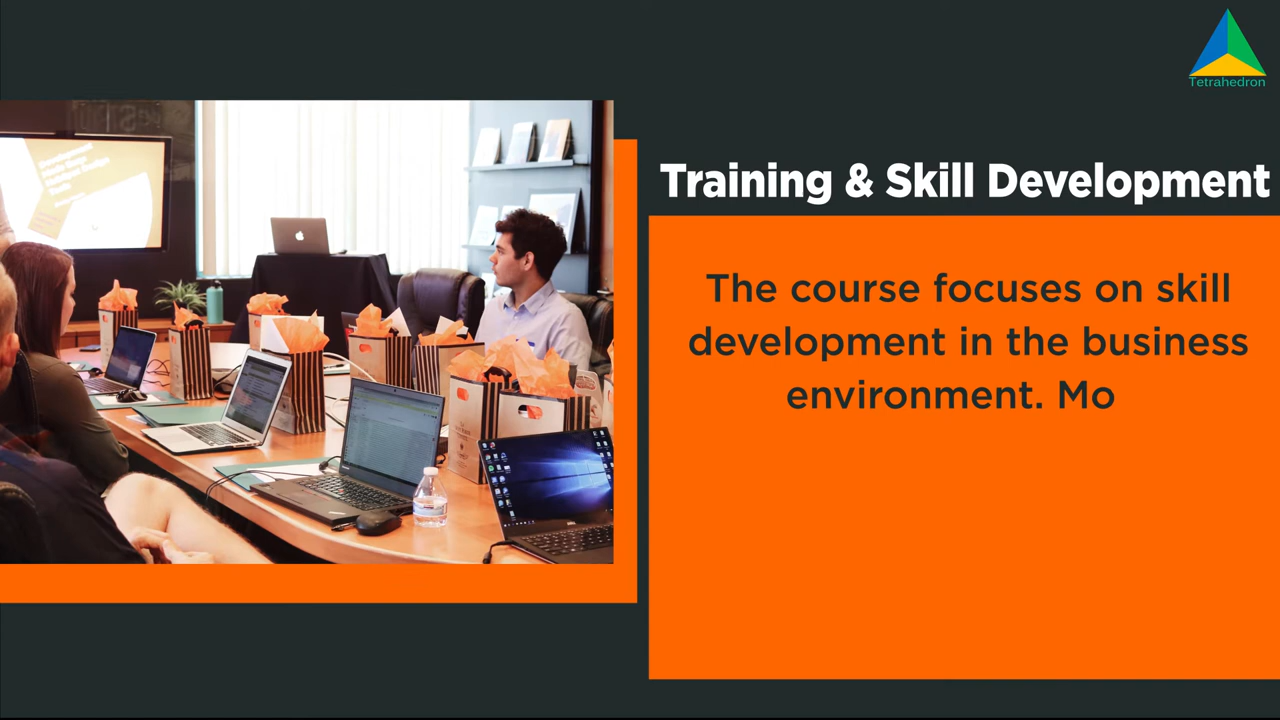 Tetrahedron
Training & Skill Development
The course focuses on skill
development in the business
environment. Mo